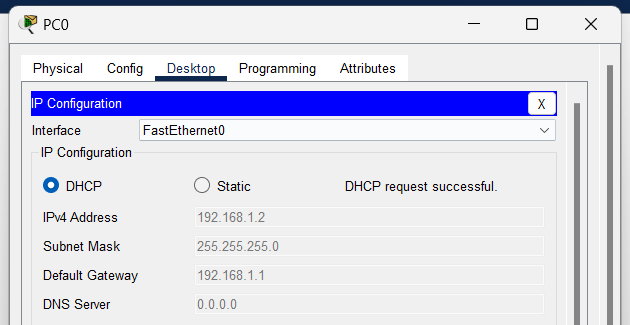 PC0
Physical Config Desktop Programming Attributes
IP Configuration X
Interface FastEthernet0
IP Configuration
DHCP Static DHCP request successful.
IPv4 Address 192.168.1.2
Subnet Mask 255.255.255.0
Default Gateway 192.168.1.1
DNS Server 0.0.0.0